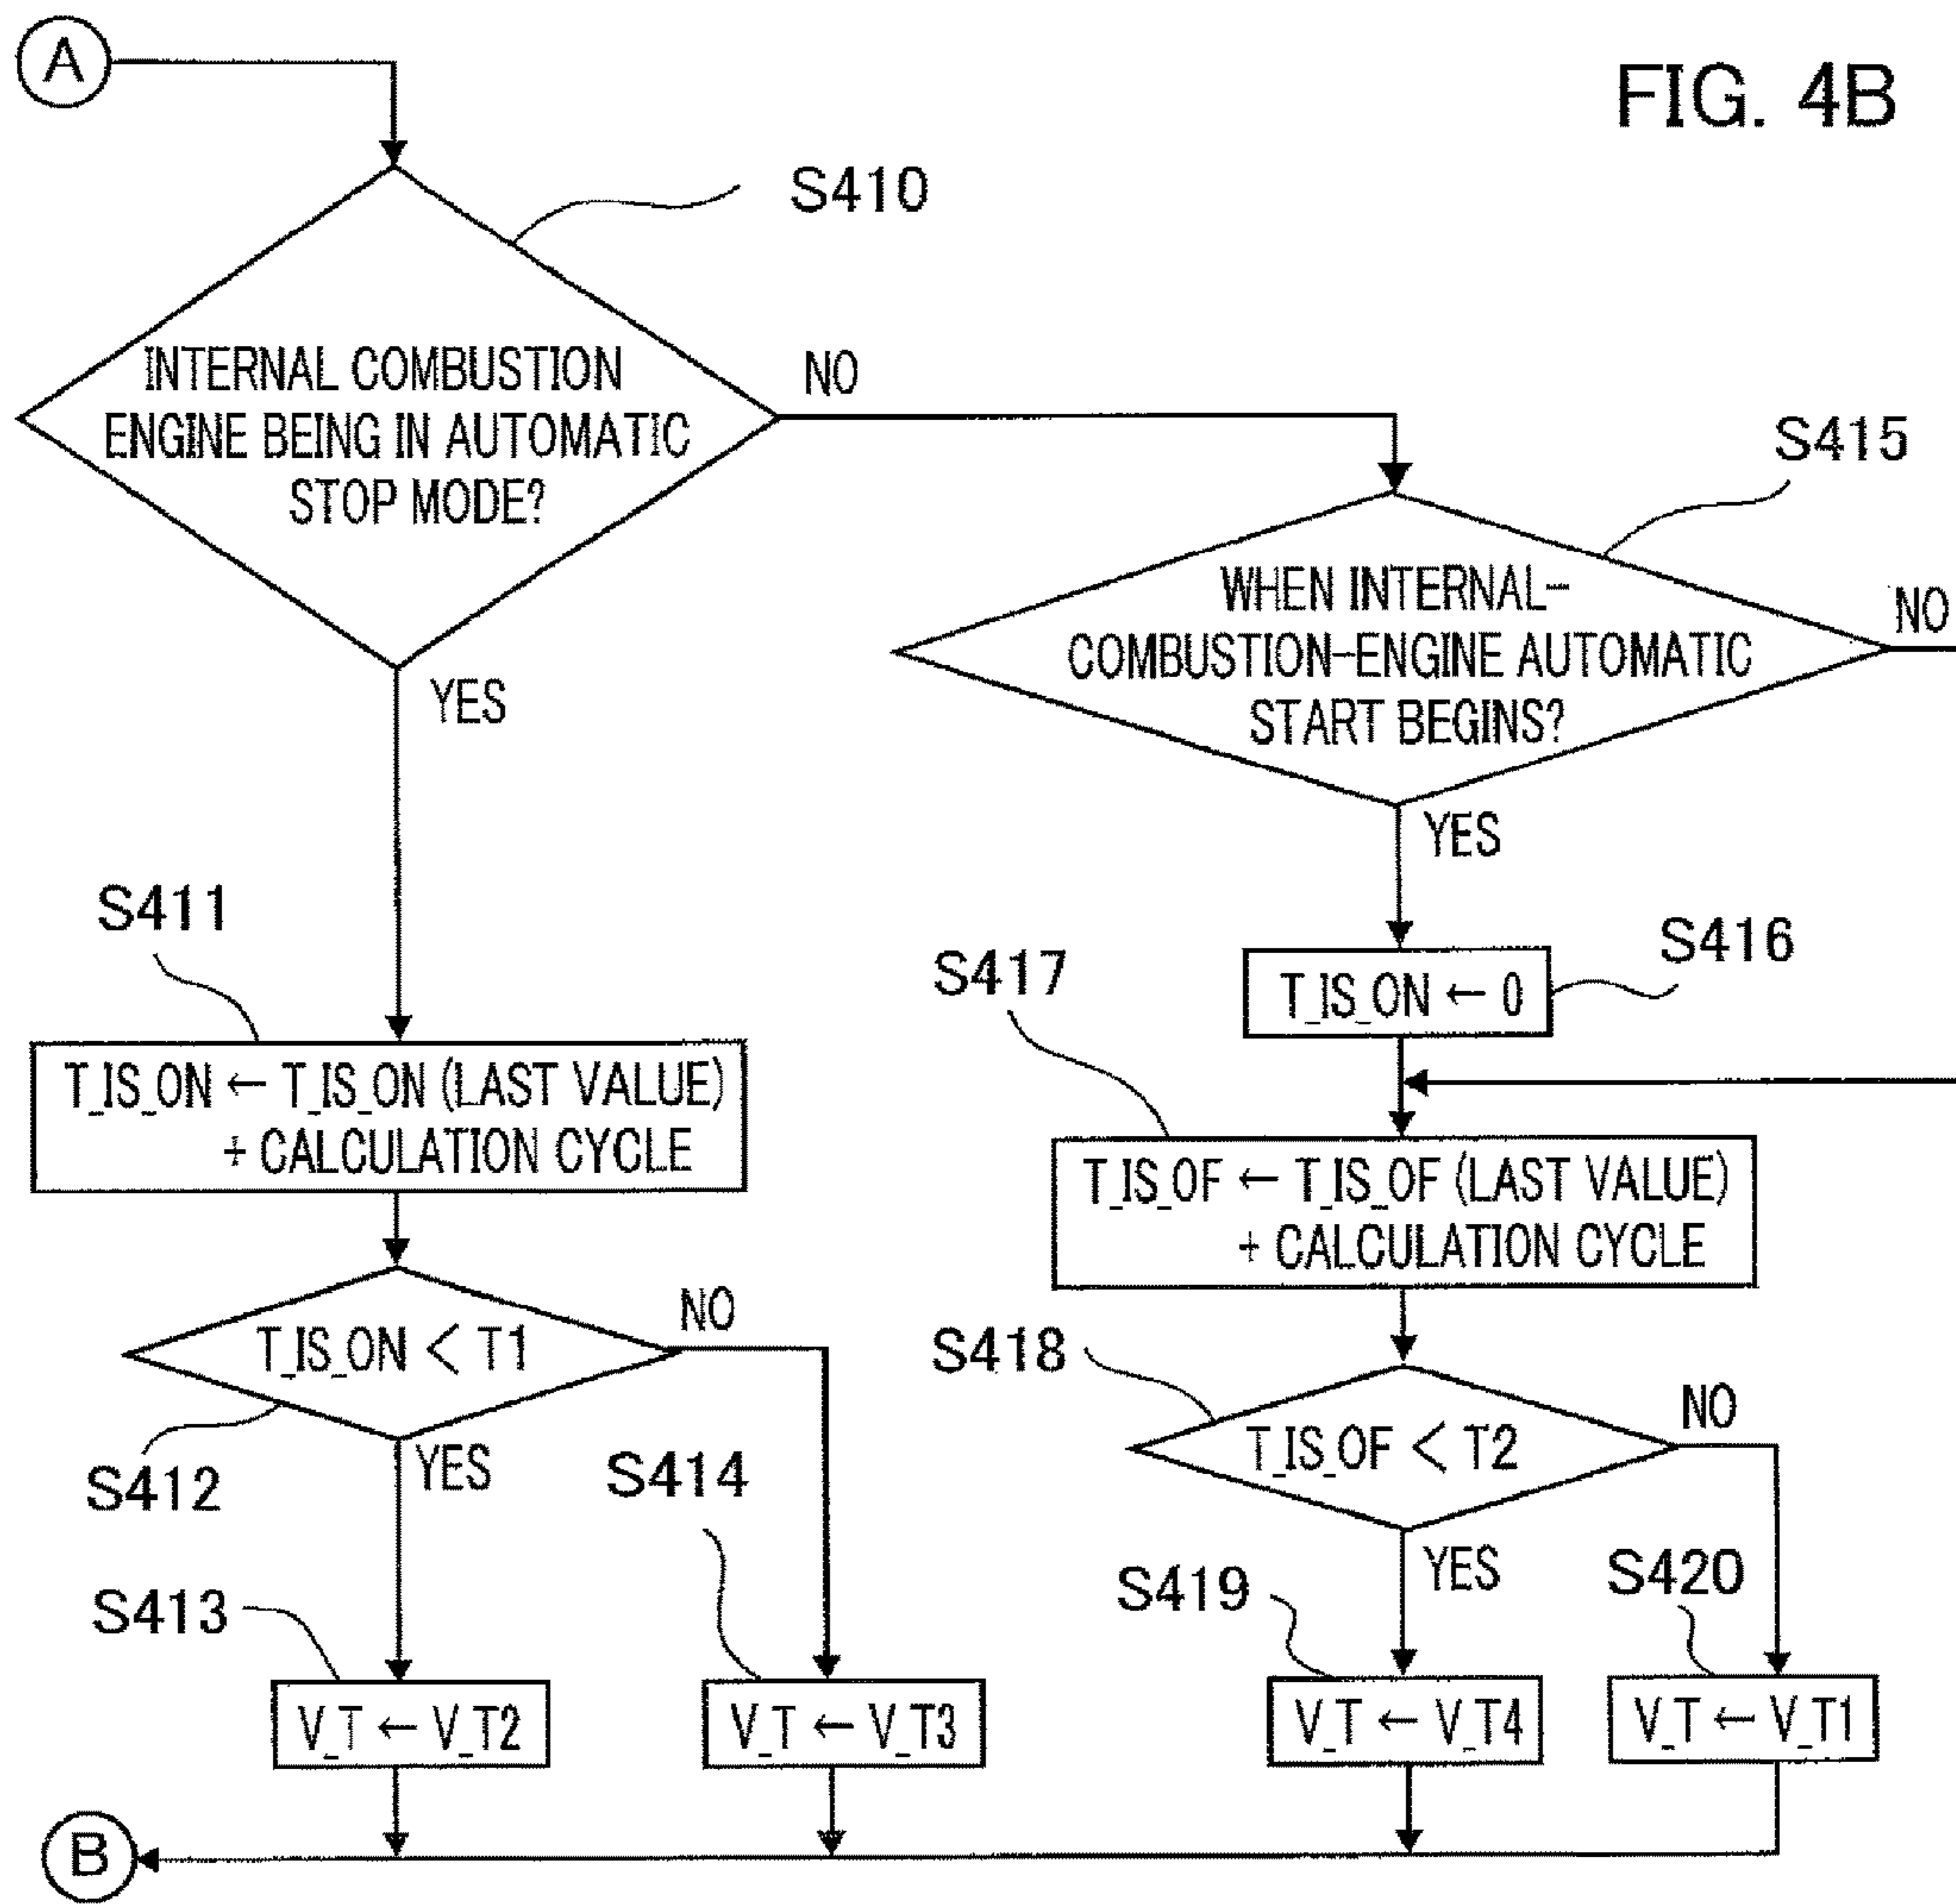 A
FIG. 4B
S410
INTERNAL COMBUSTION
ENGINE BEING IN AUTOMATIC
STOP MODE?
NO
YES
S415
WHEN INTERNAL-
COMBUSTION-ENGINE AUTOMATIC
START BEGINS?
NO
YES
S411
T_IS_ON ← T_IS_ON (LAST VALUE)
+ CALCULATION CYCLE
S416
T_IS_ON ← 0
S417
T_IS_OF ← T_IS_OF (LAST VALUE)
+ CALCULATION CYCLE
T_IS_ON < T1
NO
S412
YES
S418
T_IS_OF < T2
NO
YES
S413
V_T ← V_T2
S414
V_T ← V_T3
S419
V_T ← V_T4
S420
V_T ← V_T1
B